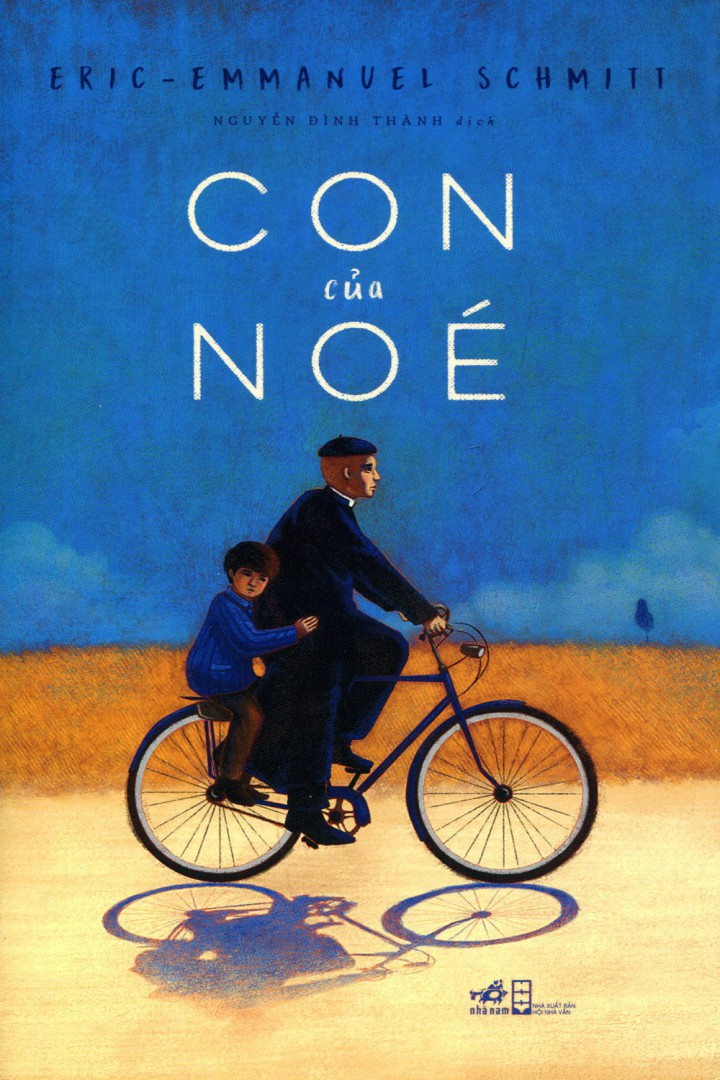 ERIC-EMMANUEL SCHMITT
NGUYỄN ĐÌNH THÀNH dịch
CON
của
NOÉ
nhã nam
NHÀ XUẤT BẢN
HỘI NHÀ VĂN